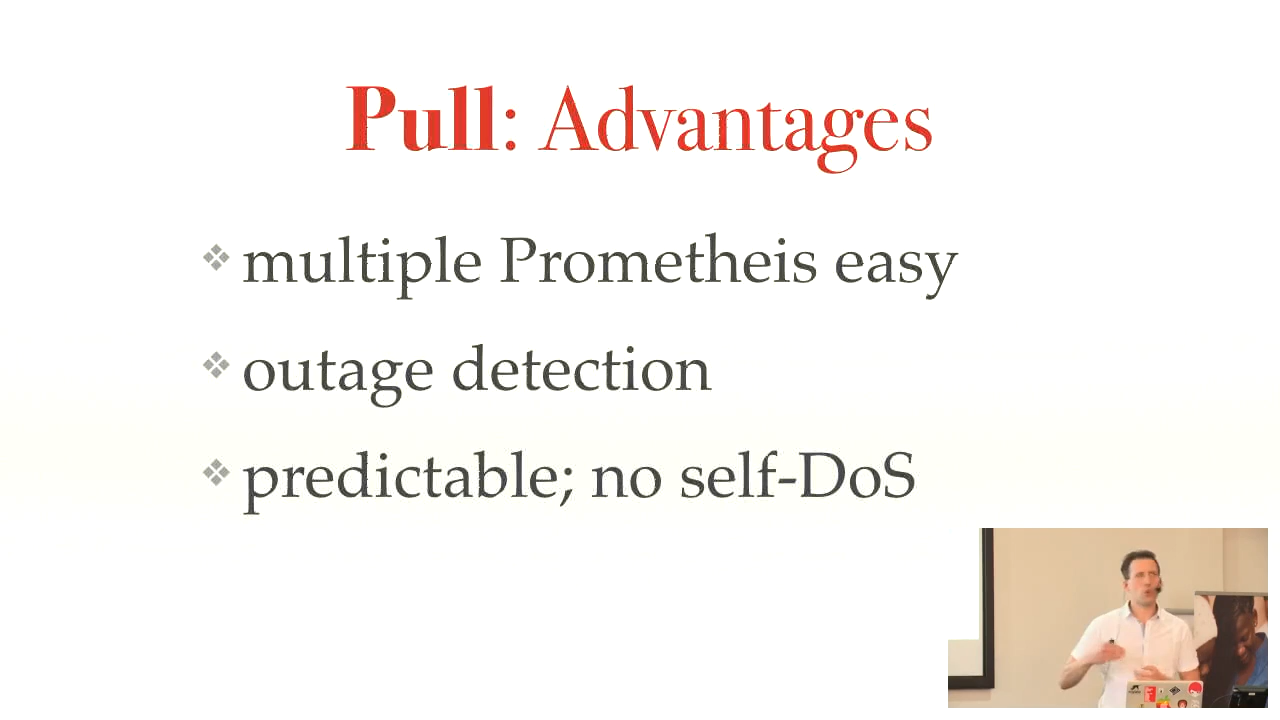 Pull: Advantages
multiple Prometheis easy
outage detection
predictable; no self-DoS